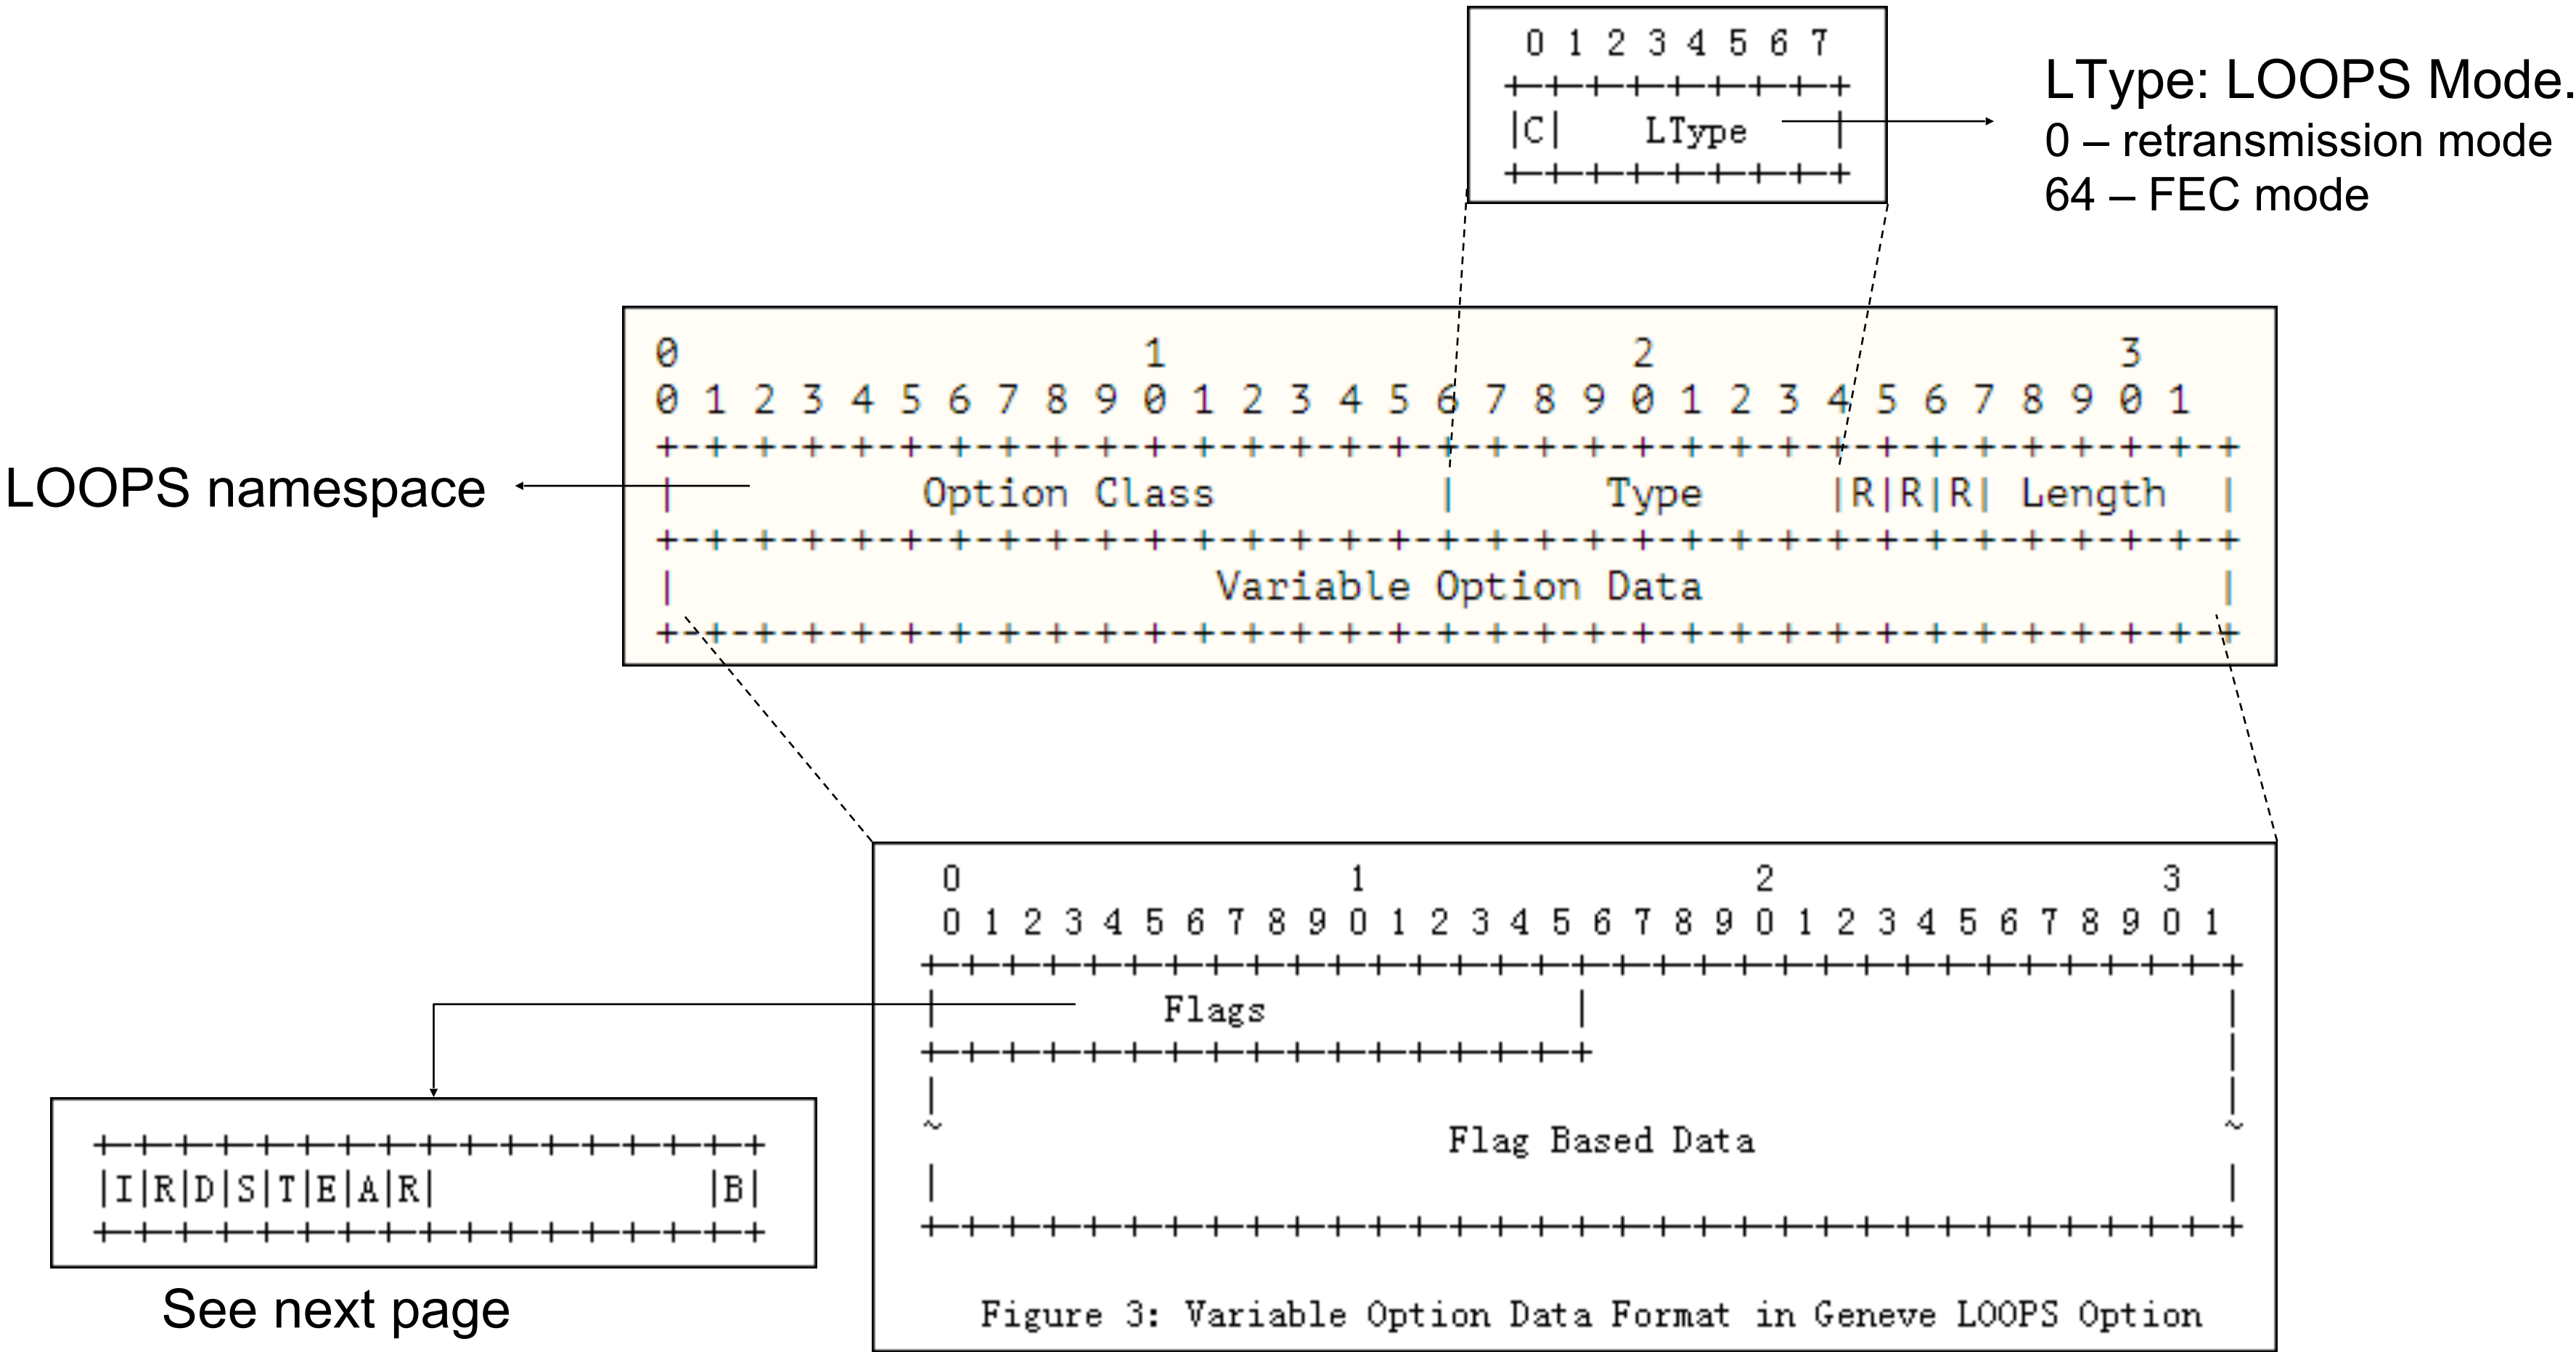 0 1 2 3 4 5 6 7
+-+-+-+-+-+-+-+-+
|C|    LType    |
+-+-+-+-+-+-+-+-+
LType: LOOPS Mode.
0 – retransmission mode
64 – FEC mode
0                   1                   2                   3
0 1 2 3 4 5 6 7 8 9 0 1 2 3 4 5 6 7 8 9 0 1 2 3 4 5 6 7 8 9 0 1
+-+-+-+-+-+-+-+-+-+-+-+-+-+-+-+-+-+-+-+-+-+-+-+-+-+-+-+-+-+-+-+-+
LOOPS namespace
|          Option Class         |      Type     |R|R|R| Length  |
+-+-+-+-+-+-+-+-+-+-+-+-+-+-+-+-+-+-+-+-+-+-+-+-+-+-+-+-+-+-+-+-+
|                      Variable Option Data                     |
+-+-+-+-+-+-+-+-+-+-+-+-+-+-+-+-+-+-+-+-+-+-+-+-+-+-+-+-+-+-+-+-+
0                   1                   2                   3
0 1 2 3 4 5 6 7 8 9 0 1 2 3 4 5 6 7 8 9 0 1 2 3 4 5 6 7 8 9 0 1
+-+-+-+-+-+-+-+-+-+-+-+-+-+-+-+-+-+-+-+-+-+-+-+-+-+-+-+-+-+-+-+-+
|           Flags               |                               |
+-+-+-+-+-+-+-+-+-+-+-+-+-+-+-+-+                               |
|                                                               |
~                         Flag Based Data                       ~
|                                                               |
+-+-+-+-+-+-+-+-+-+-+-+-+-+-+-+-+-+-+-+-+-+-+-+-+-+-+-+-+-+-+-+-+
Figure 3: Variable Option Data Format in Geneve LOOPS Option
+-+-+-+-+-+-+-+-+-+-+-+-+-+-+-+-+
|I|R|D|S|T|E|A|R|             |B|
+-+-+-+-+-+-+-+-+-+-+-+-+-+-+-+-+
See next page